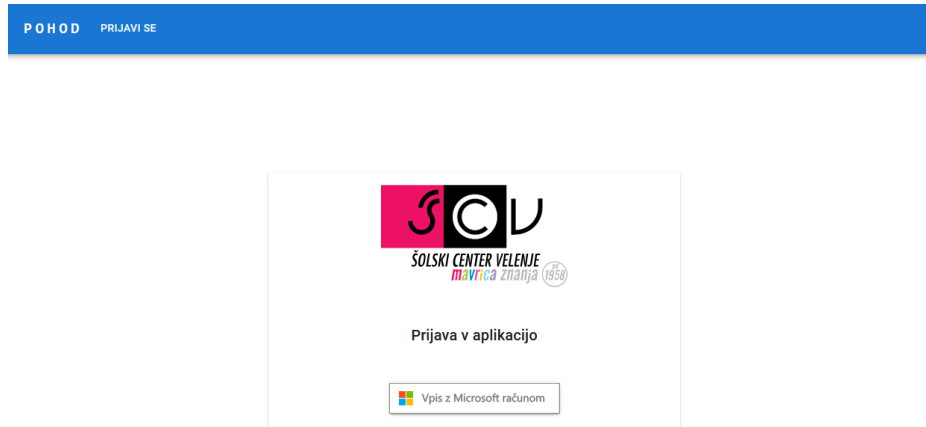 POHOD PRIJAVI SE
ŠCV
ŠOLSKI CENTER VELENJE
mavrica znanja od 1958
Prijava v aplikacijo
Vpis z Microsoft računom